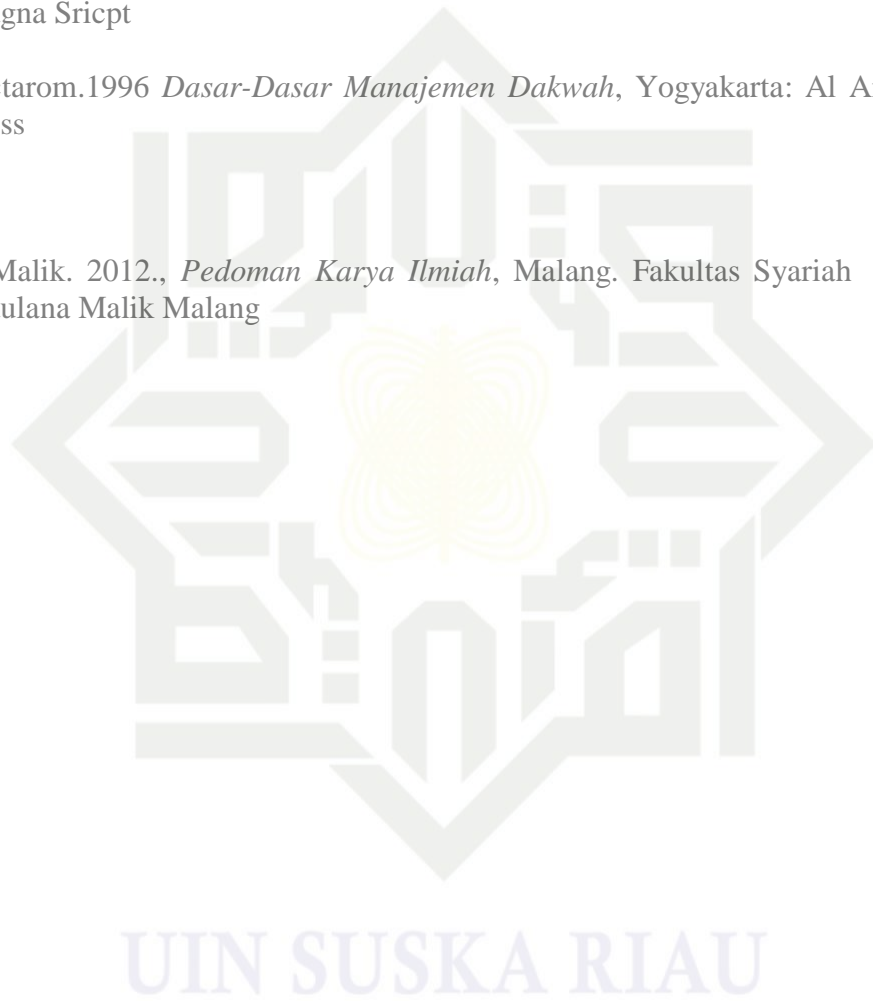 gna Sricpt
tarom.1996 Dasar-Dasar Manajemen Dakwah, Yogyakarta: Al A
ss
Malik. 2012., Pedoman Karya Ilmiah, Malang. Fakultas Syariah
ulana Malik Malang
UIN SUSKA RIAU